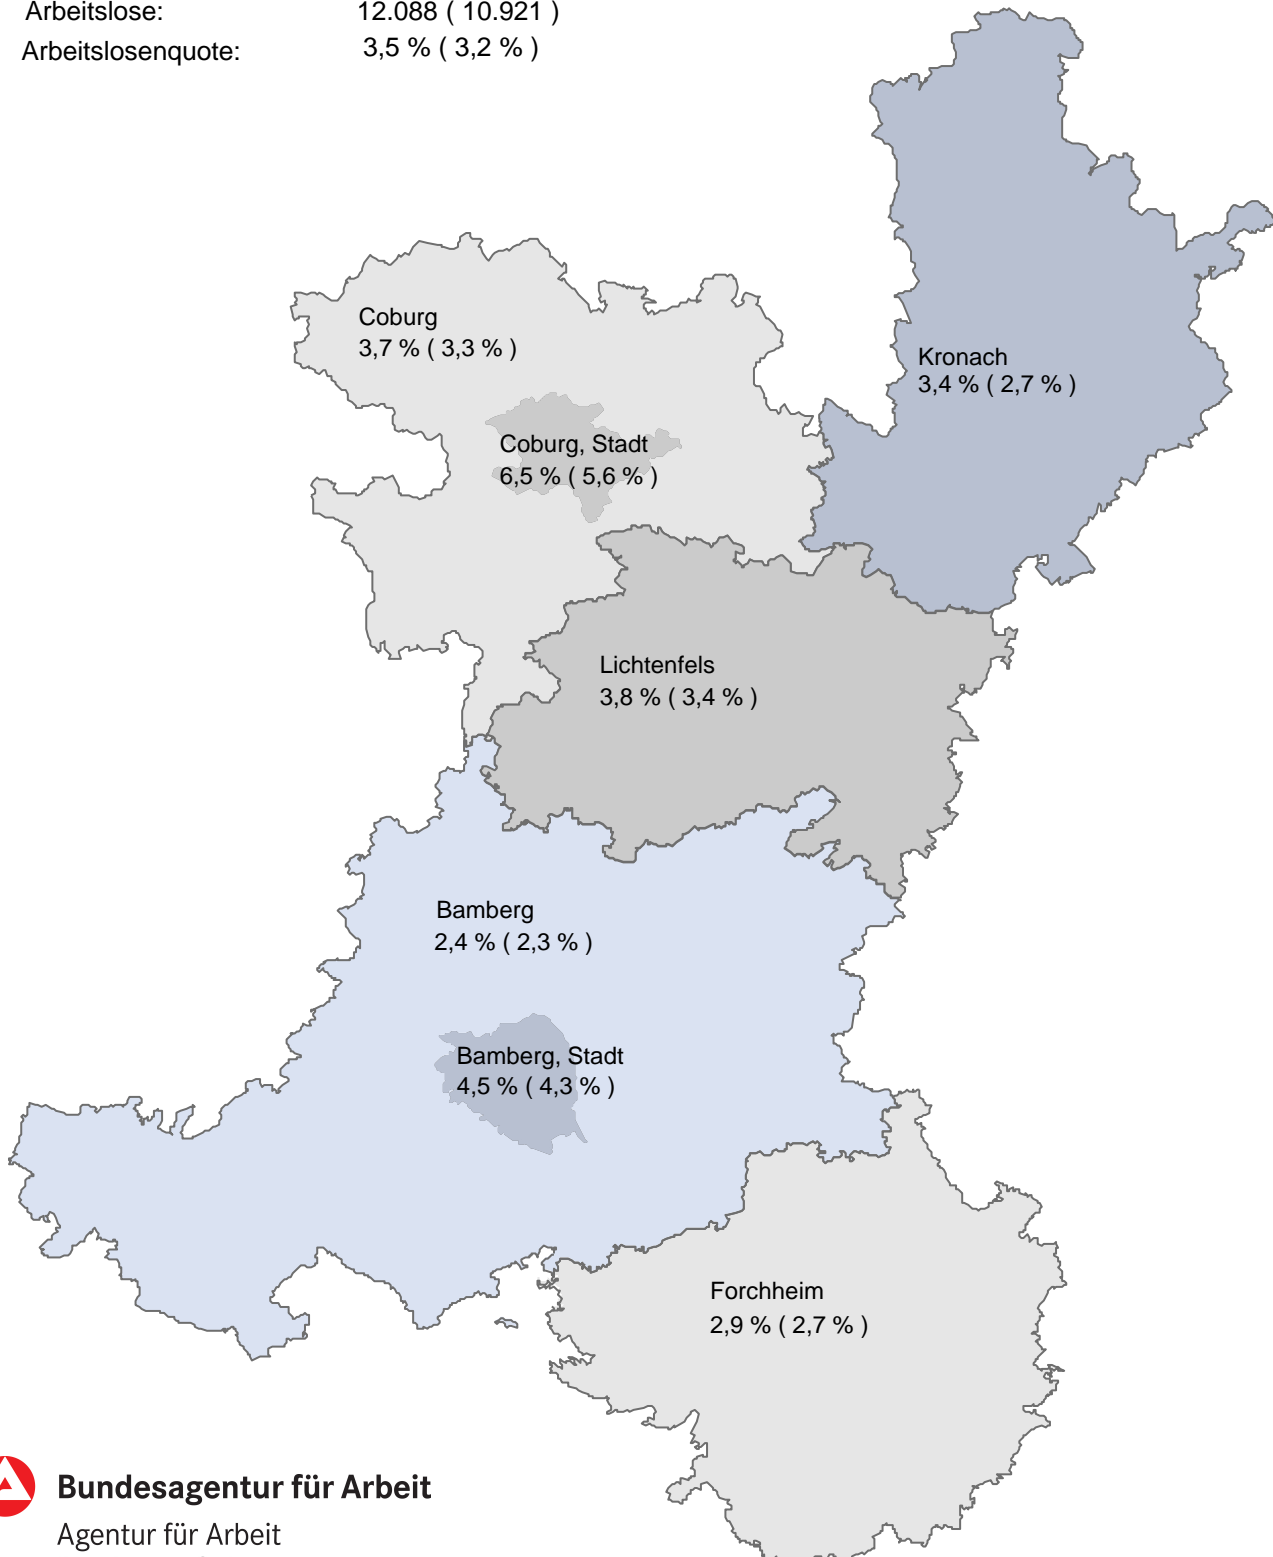 Arbeitslose: 12.088 ( 10.921 )
Arbeitslosenquote: 3,5 % ( 3,2 % )
Coburg
3,7 % ( 3,3 % )
Kronach
3,4 % ( 2,7 % )
Coburg, Stadt
6,5 % ( 5,6 % )
Lichtenfels
3,8 % ( 3,4 % )
Bamberg
2,4 % ( 2,3 % )
Bamberg, Stadt
4,5 % ( 4,3 % )
Forchheim
2,9 % ( 2,7 % )
Bundesagentur für Arbeit
Agentur für Arbeit